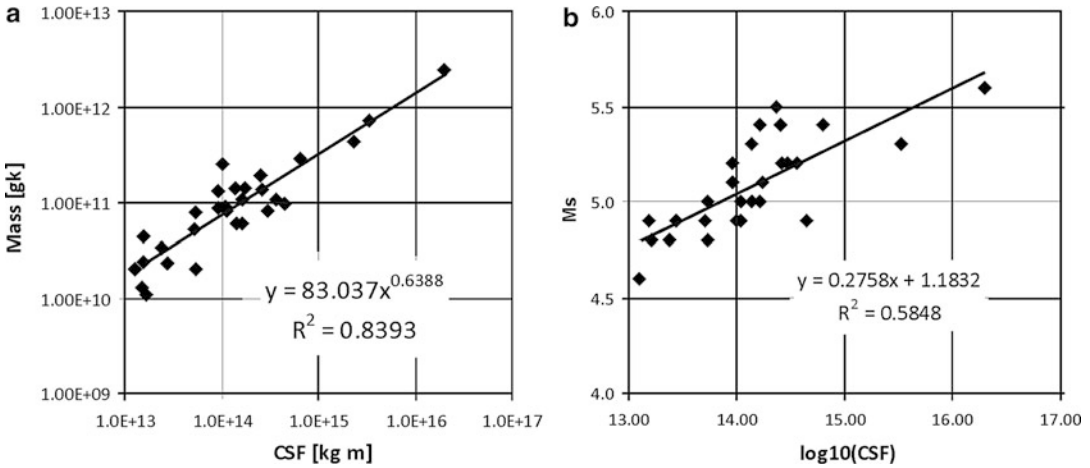 a
1.00E+13
1.00E+12
1.00E+11
1.00E+10
1.00E+09
Mass [gk]
y = 83.037x^0.6388
R² = 0.8393
1.0E+13 1.0E+14 1.0E+15 1.0E+16 1.0E+17
CSF [kg m]
b
6.0
5.5
5.0
4.5
4.0
Ms
y = 0.2758x + 1.1832
R² = 0.5848
13.00 14.00 15.00 16.00 17.00
log10(CSF)